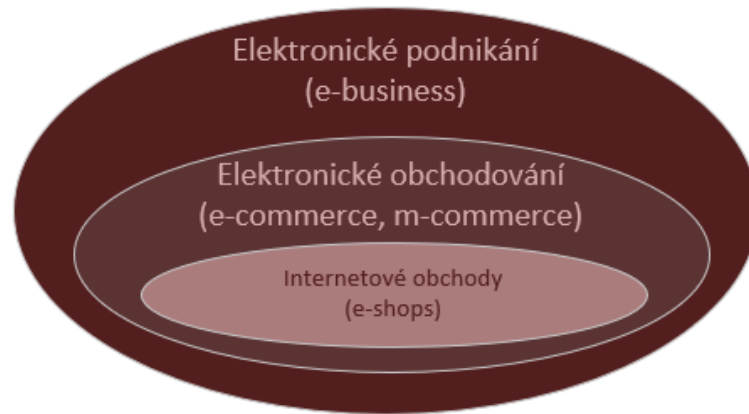 Elektronické podnikání
(e-business)
Elektronické obchodování
(e-commerce, m-commerce)
Internetové obchody
(e-shops)